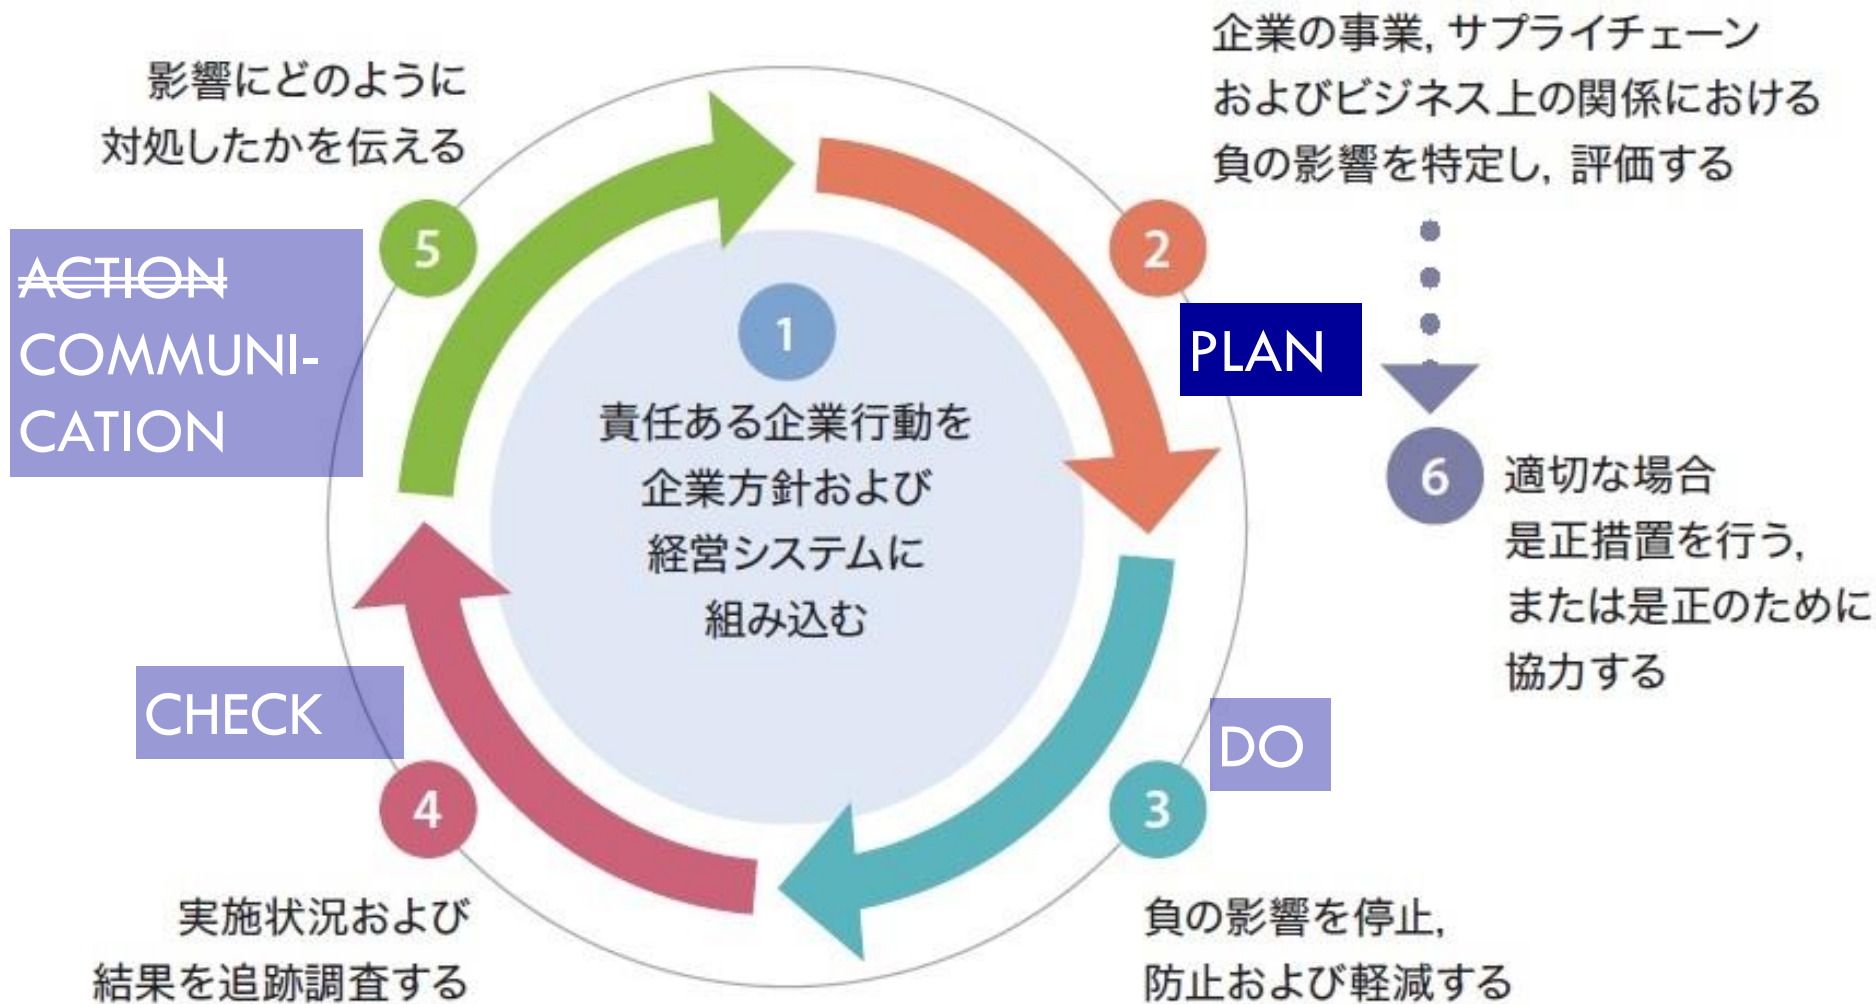 影響にどのように
対処したかを伝える
企業の事業, サプライチェーン
およびビジネス上の関係における
負の影響を特定し, 評価する
5
2
ACTION
COMMUNI-
CATION
1
PLAN
責任ある企業行動を
企業方針および
経営システムに
組み込む
6
適切な場合
是正措置を行う,
または是正のために
協力する
CHECK
DO
4
3
実施状況および
結果を追跡調査する
負の影響を停止,
防止および軽減する